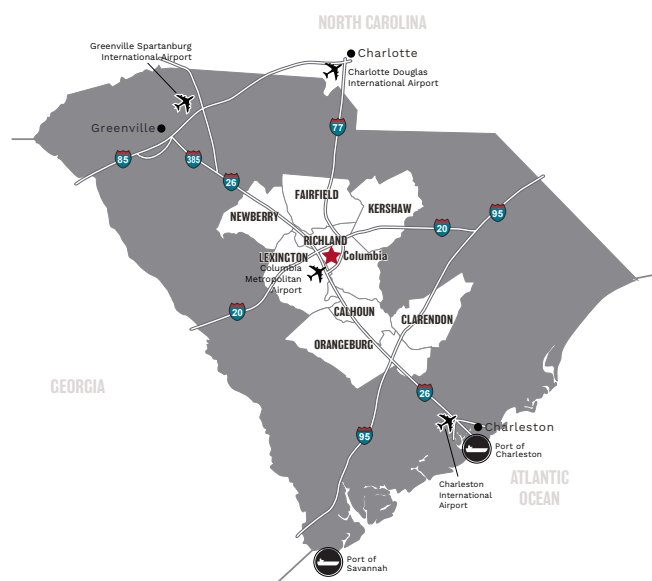 NORTH CAROLINA
Greenville Spartanburg
International Airport
Charlotte
Charlotte Douglas
International Airport
Greenville
77
85
385
26
FAIRFIELD
KERSHAW
NEWBERRY
95
20
RICHLAND
LEXINGTON
Columbia
Columbia
Metropolitan
Airport
20
CALHOUN
CLARENDON
ORANGEBURG
GEORGIA
26
95
Charleston
Port of
Charleston
Charleston
International
Airport
ATLANTIC
OCEAN
Port of
Savannah